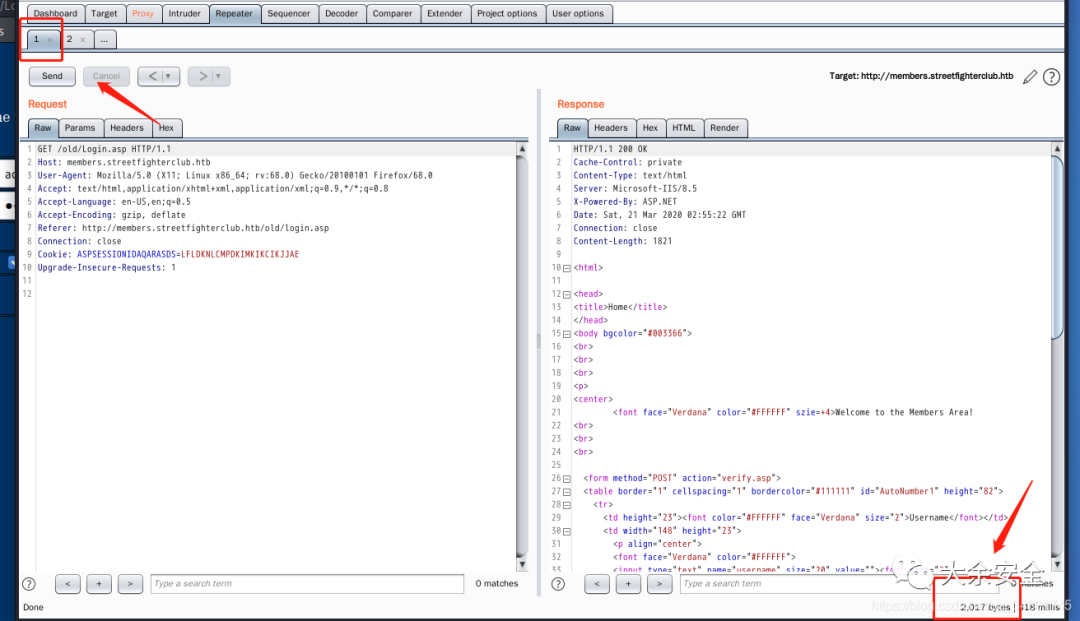 Dashboard Target Proxy Intruder Repeater Sequencer Decoder Comparer Extender Project options User options
1 × 2 × ...
Send Cancel < > Target: http://members.streetfighterclub.htb
Request
Raw Params Headers Hex
1 GET /old/Login.asp HTTP/1.1
2 Host: members.streetfighterclub.htb
3 User-Agent: Mozilla/5.0 (X11; Linux x86_64; rv:68.0) Gecko/20100101 Firefox/68.0
4 Accept: text/html,application/xhtml+xml,application/xml;q=0.9,*/*;q=0.8
5 Accept-Language: en-US,en;q=0.5
6 Accept-Encoding: gzip, deflate
7 Referer: http://members.streetfighterclub.htb/old/login.asp
8 Connection: close
9 Cookie: ASPSESSIONIDAQARASDS=LFLDKNLCMPDKIMKIKCIKJJAE
10 Upgrade-Insecure-Requests: 1
11
12
? < + > Type a search term 0 matches
Done
Response
Raw Headers Hex HTML Render
1 HTTP/1.1 200 OK
2 Cache-Control: private
3 Content-Type: text/html
4 Server: Microsoft-IIS/8.5
5 X-Powered-By: ASP.NET
6 Date: Sat, 21 Mar 2020 02:55:22 GMT
7 Connection: close
8 Content-Length: 1821
9
10 <html>
11
12 <head>
13 <title>Home</title>
14 </head>
15 <body bgcolor="#003366">
16 <br>
17 <br>
18 <br>
19 <p>
20 <center>
21 <font face="Verdana" color="#FFFFFF" szie=+4>Welcome to the Members Area!
22 <br>
23 <br>
24 <br>
25
26 <form method="POST" action="verify.asp">
27 <table border="1" cellspacing="1" bordercolor="#111111" id="AutoNumber1" height="82">
28 <tr>
29 <td height="23"><font color="#FFFFFF" face="Verdana" size="2">Username</font></td>
30 <td width="148" height="23">
31 <p align="center">
32 <font face="Verdana" color="#FFFFFF">
33 <input type="text" name="username" size="20" value="">
? < + > Type a search term matches
大余安全
2,017 bytes | 318 millis